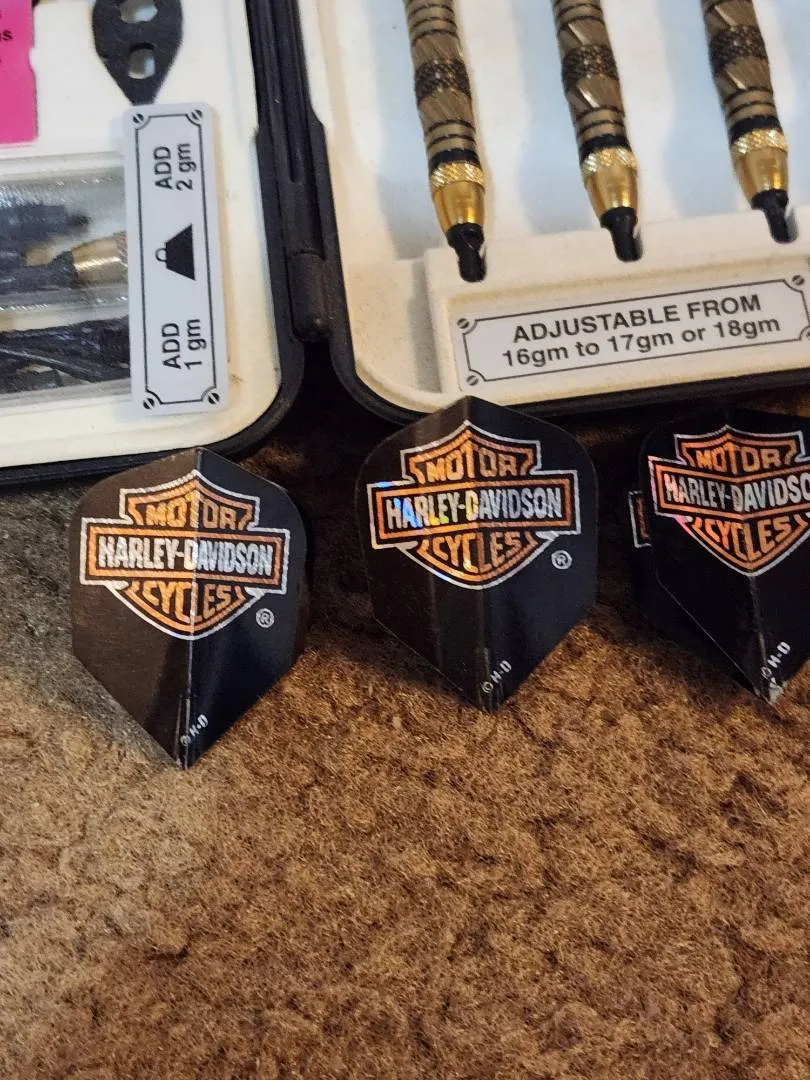 ADD
2 gm
ADD
1 gm
ADJUSTABLE FROM
16gm to 17gm or 18gm
MOTOR
HARLEY-DAVIDSON
CYCLES
®
© H-D
MOTOR
HARLEY-DAVIDSON
CYCLES
®
© H-D
MOTOR
HARLEY-DAVIDSO
CYCLES
© H-D